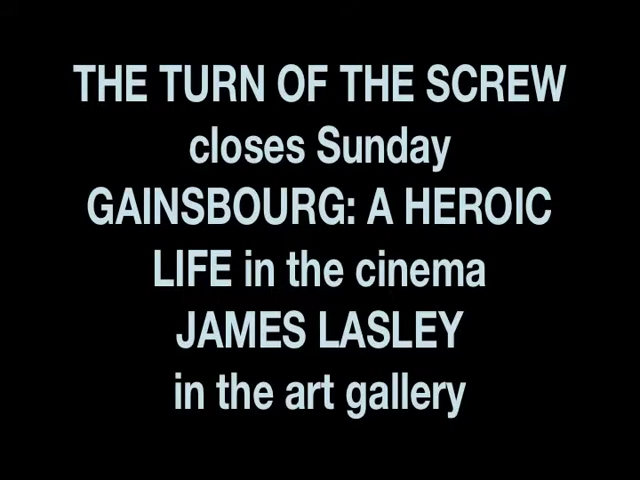 THE TURN OF THE SCREW
closes Sunday
GAINSBOURG: A HEROIC
LIFE in the cinema
JAMES LASLEY
in the art gallery